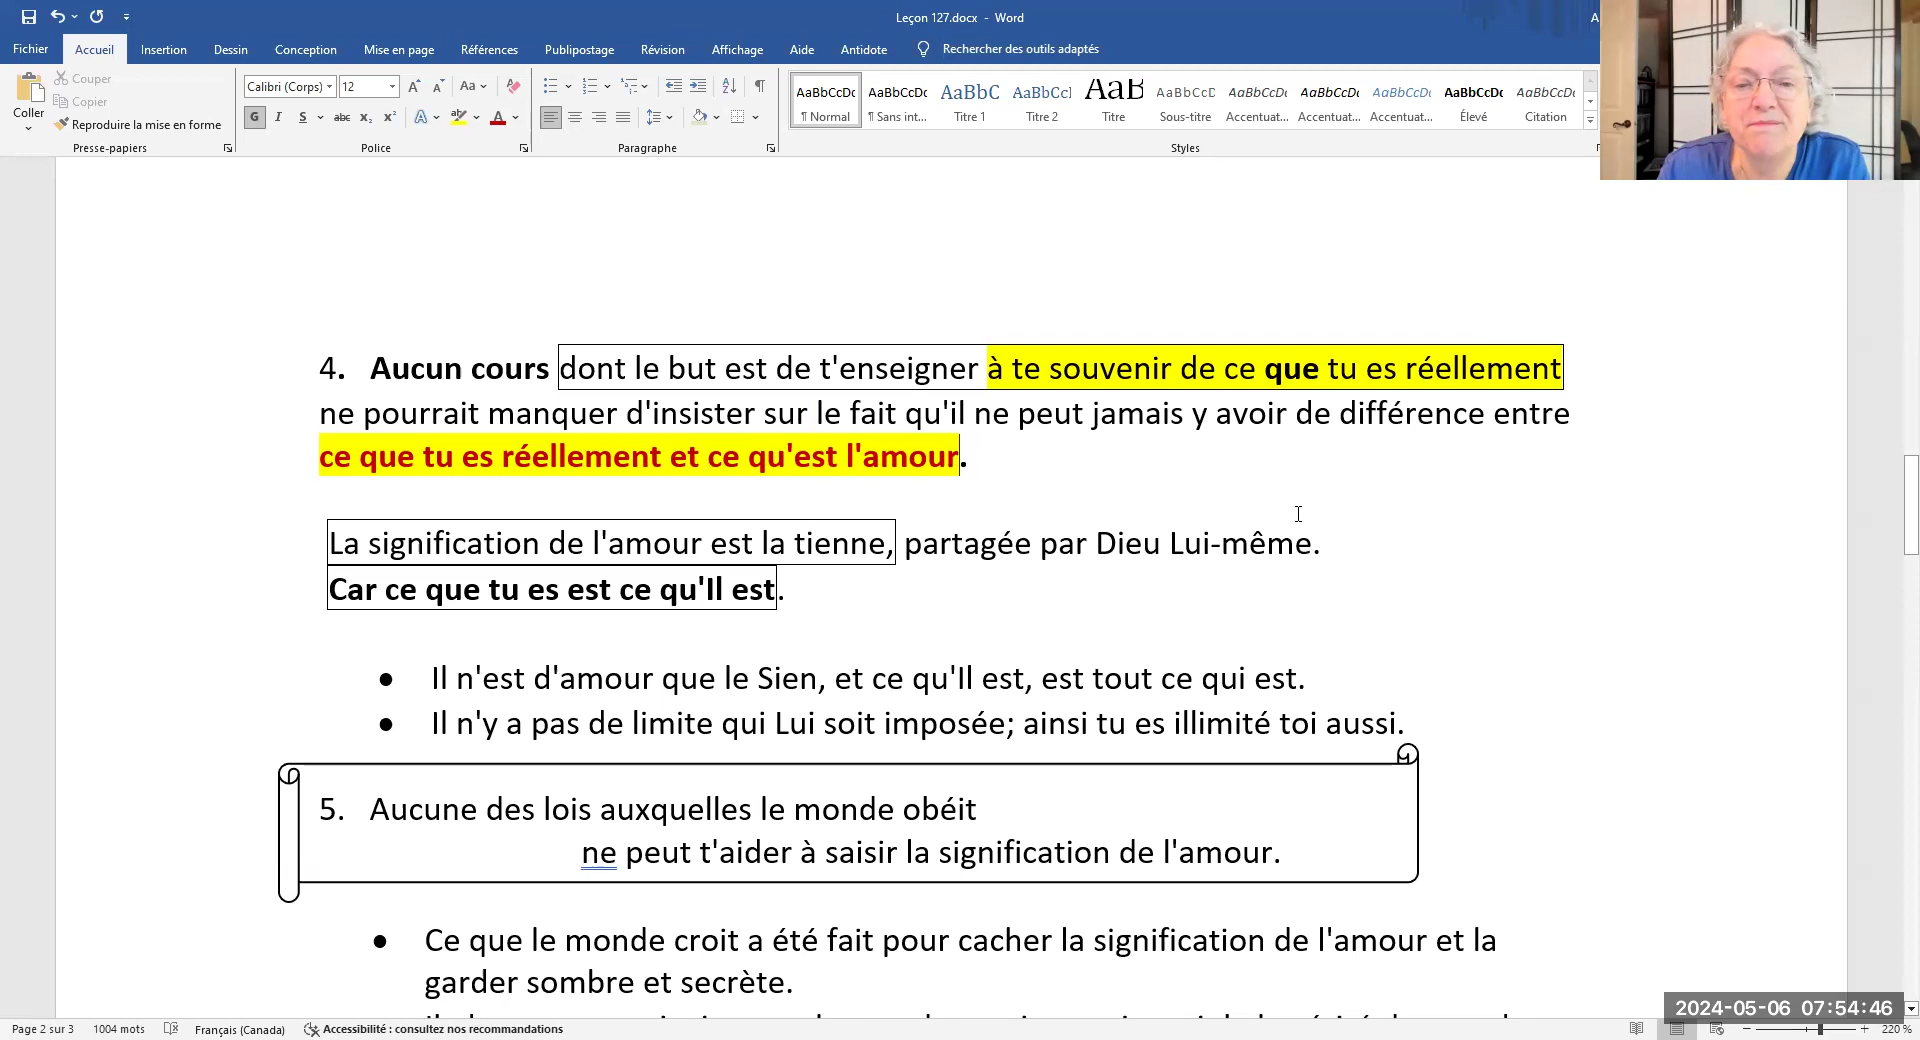 Leçon 127.docx - Word
A
Fichier Accueil Insertion Dessin Conception Mise en page Références Publipostage Révision Affichage Aide Antidote Rechercher des outils adaptés
Coller
Couper
Copier
Reproduire la mise en forme
Presse-papiers
Calibri (Corps) 12
Police
Paragraphe
AaBbCcDc AaBbCcDc AaBbC AaBbCcI AaB AaBbCcD AaBbCcDc AaBbCcDc AaBbCcDc AaBbCcDc AaBbCcDc
¶ Normal ¶ Sans int... Titre 1 Titre 2 Titre Sous-titre Accentuat... Accentuat... Accentuat... Élevé Citation
Styles
4. Aucun cours dont le but est de t'enseigner à te souvenir de ce que tu es réellement
ne pourrait manquer d'insister sur le fait qu'il ne peut jamais y avoir de différence entre
ce que tu es réellement et ce qu'est l'amour.
La signification de l'amour est la tienne, partagée par Dieu Lui-même.
Car ce que tu es est ce qu'Il est.
● Il n'est d'amour que le Sien, et ce qu'Il est, est tout ce qui est.
● Il n'y a pas de limite qui Lui soit imposée; ainsi tu es illimité toi aussi.
5. Aucune des lois auxquelles le monde obéit
ne peut t'aider à saisir la signification de l'amour.
● Ce que le monde croit a été fait pour cacher la signification de l'amour et la
garder sombre et secrète.
2024-05-06 07:54:46
Page 2 sur 3 1004 mots Français (Canada) Accessibilité : consultez nos recommandations 220 %